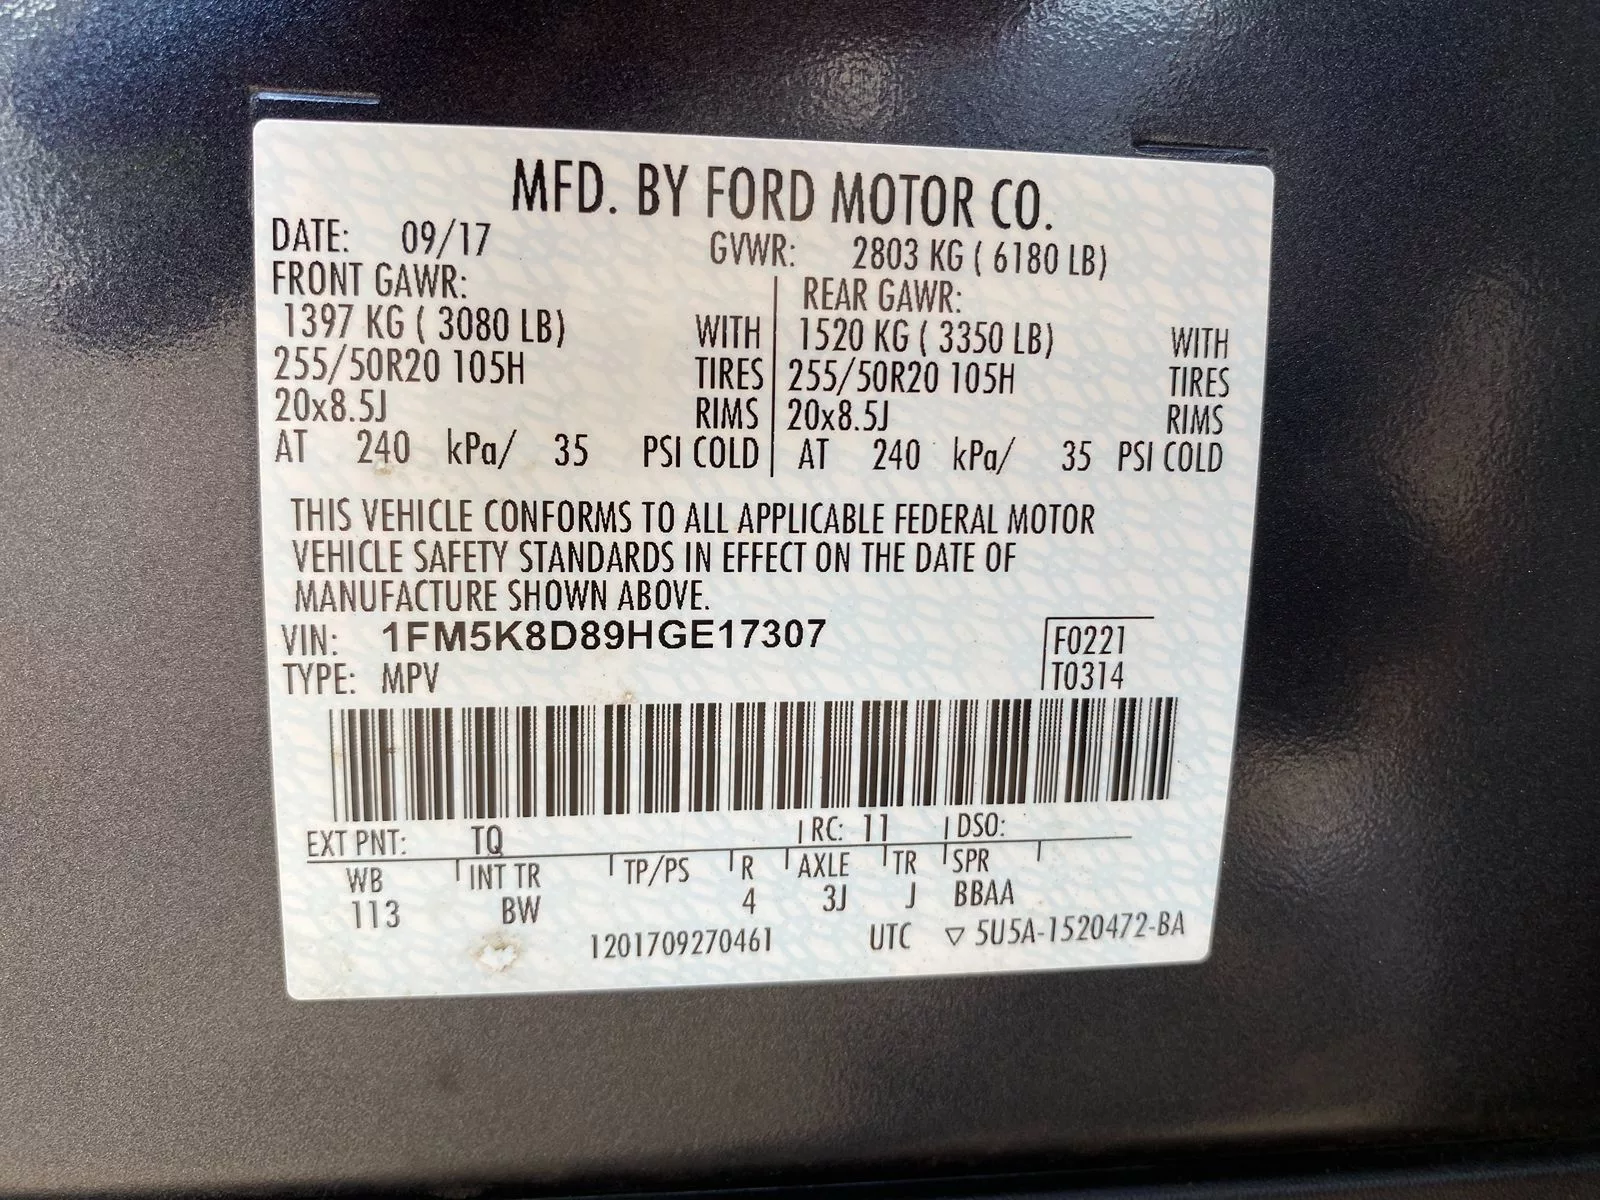 MFD. BY FORD MOTOR CO.
DATE: 09/17 GVWR: 2803 KG ( 6180 LB)
FRONT GAWR: REAR GAWR:
1397 KG ( 3080 LB) WITH 1520 KG ( 3350 LB) WITH
255/50R20 105H TIRES 255/50R20 105H TIRES
20x8.5J RIMS 20x8.5J RIMS
AT 240 kPa/ 35 PSI COLD AT 240 kPa/ 35 PSI COLD
THIS VEHICLE CONFORMS TO ALL APPLICABLE FEDERAL MOTOR
VEHICLE SAFETY STANDARDS IN EFFECT ON THE DATE OF
MANUFACTURE SHOWN ABOVE.
VIN: 1FM5K8D89HGE17307 F0221
TYPE: MPV T0314
EXT PNT: TQ RC: 11 DSO:
WB INT TR TP/PS R AXLE TR SPR
113 BW 4 3J J BBAA
1201709270461 UTC ▽ 5U5A-1520472-BA